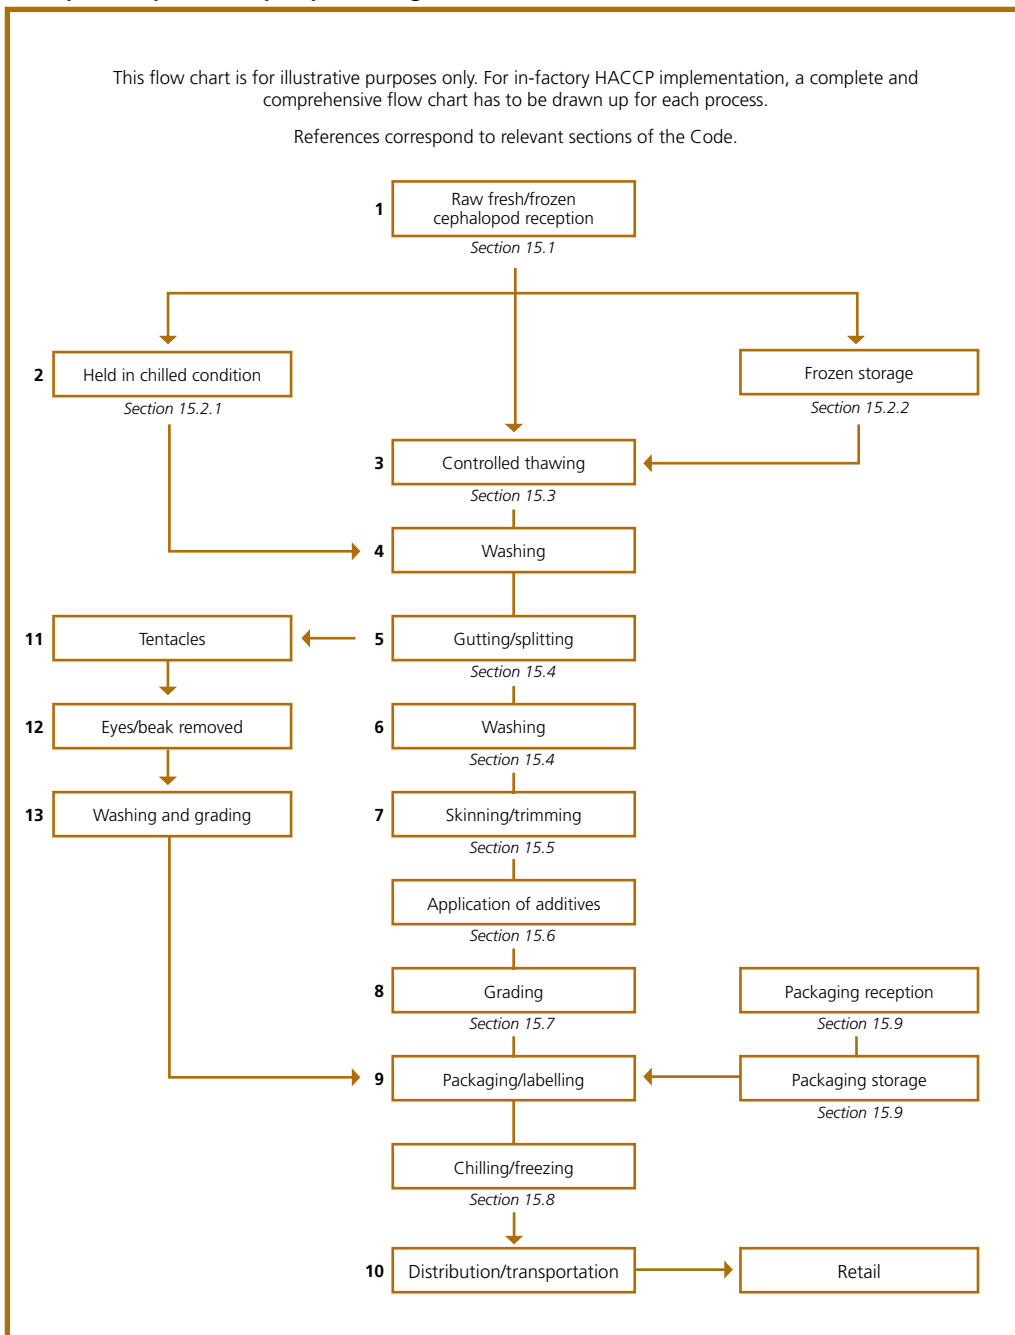 This flow chart is for illustrative purposes only. For in-factory HACCP implementation, a complete and
comprehensive flow chart has to be drawn up for each process.
References correspond to relevant sections of the Code.
1
Raw fresh/frozen
cephalopod reception
Section 15.1
2
Held in chilled condition
Section 15.2.1
Frozen storage
Section 15.2.2
3
Controlled thawing
Section 15.3
4
Washing
11
Tentacles
5
Gutting/splitting
Section 15.4
12
Eyes/beak removed
6
Washing
Section 15.4
13
Washing and grading
7
Skinning/trimming
Section 15.5
Application of additives
Section 15.6
8
Grading
Section 15.7
Packaging reception
Section 15.9
9
Packaging/labelling
Packaging storage
Section 15.9
Chilling/freezing
Section 15.8
10
Distribution/transportation
Retail